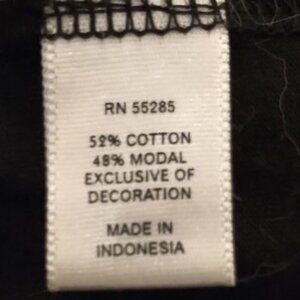 RN 55285
52% COTTON
48% MODAL
EXCLUSIVE OF
DECORATION
MADE IN
INDONESIA